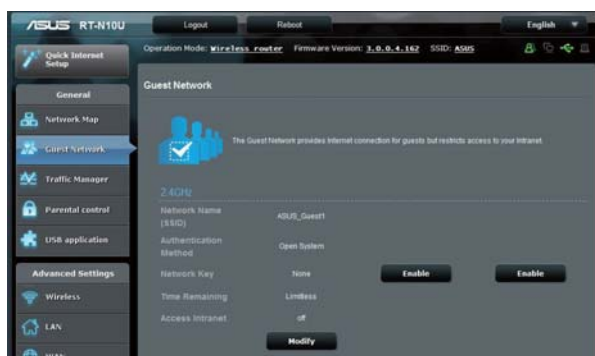 ASUS RT-N10U
Logout
Reboot
English
Operation Mode: Wireless router Firmware Version: 3.0.0.4.162 SSID: ASUS
Quick Internet
Setup
General
Network Map
Guest Network
Traffic Manager
Parental control
USB application
Advanced Settings
Wireless
LAN
WAN
Guest Network
The Guest Network provides Internet connection for guests but restricts access to your Intranet.
2.4GHz
Network Name
(SSID)
ASUS_Guest1
Authentication
Method
Open System
Network Key
None
Enable
Enable
Time Remaining
Limitless
Access Intranet
off
Modify